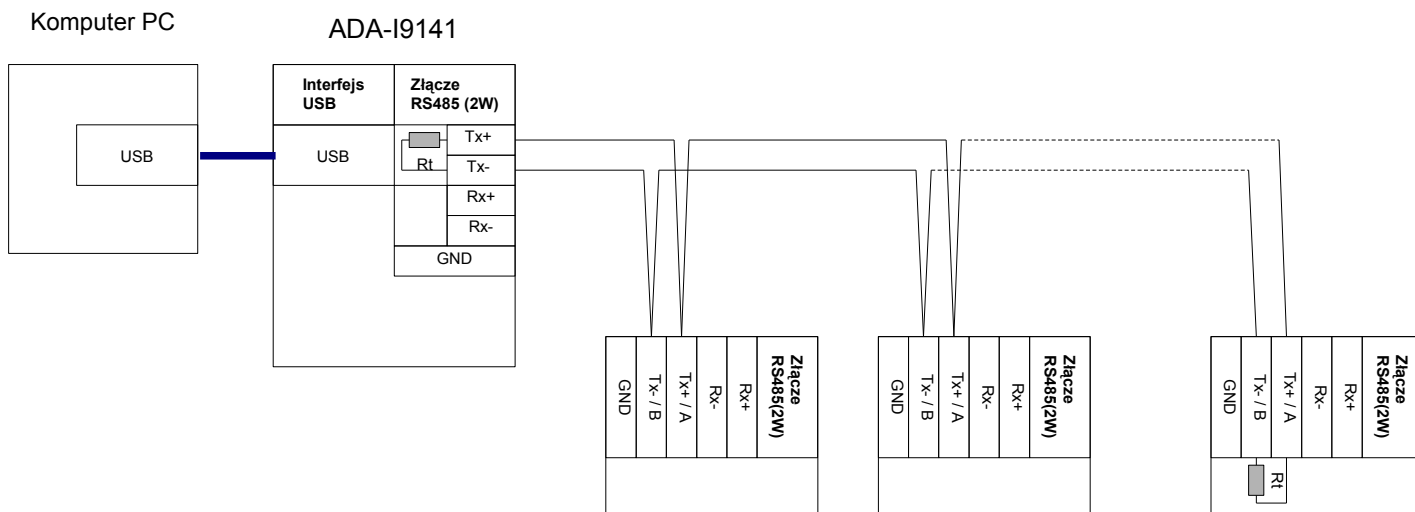 Komputer PC
ADA-I9141
Interfejs
USB
Złącze
RS485 (2W)
USB
USB
Rt
Tx+
Tx-
Rx+
Rx-
GND
GND
Tx- / B
Tx+ / A
Rx-
Rx+
Złącze
RS485(2W)
GND
Tx- / B
Tx+ / A
Rx-
Rx+
Złącze
RS485(2W)
GND
Tx- / B
Tx+ / A
Rx-
Rx+
Złącze
RS485(2W)
Rt